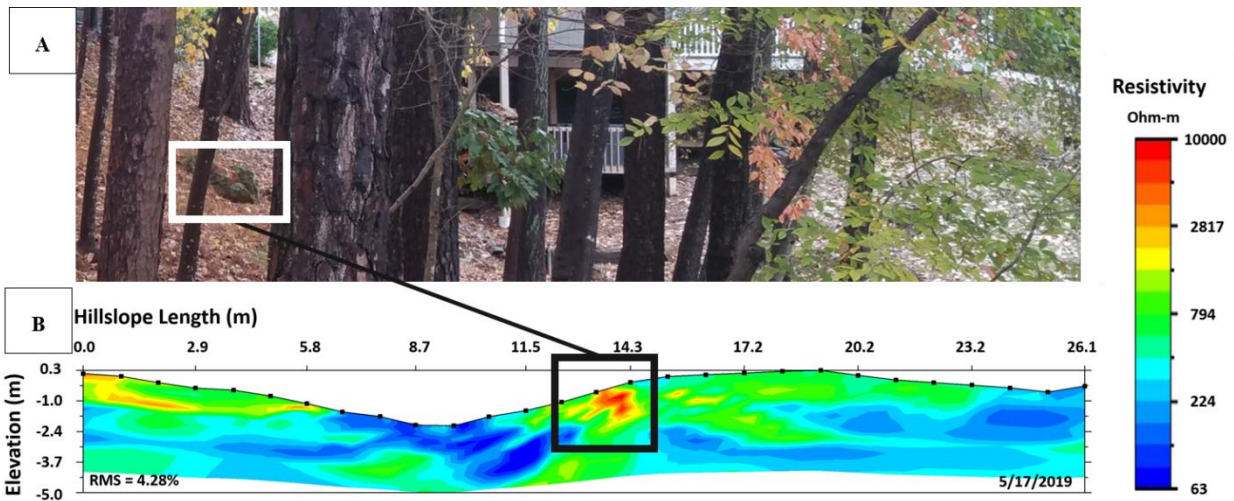 A
Resistivity
Ohm-m
10000
2817
794
224
63
B
Hillslope Length (m)
0.0 2.9 5.8 8.7 11.5 14.3 17.2 20.2 23.2 26.1
Elevation (m)
0.3
-1.0
-2.4
-3.7
-5.0
RMS = 4.28%
5/17/2019